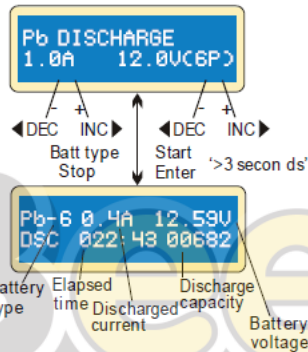 Pb DISCHARGE
1.0A 12.0V(6P)
- +
- +
◀DEC INC▶
◀DEC INC▶
Batt type
Stop
Start
Enter
'>3 secon ds'
Pb-6 0.4A 12.59V
DSC 022:43 00682
attery
ype
Elapsed
time
Discharged
current
Discharge
capacity
Battery
voltage